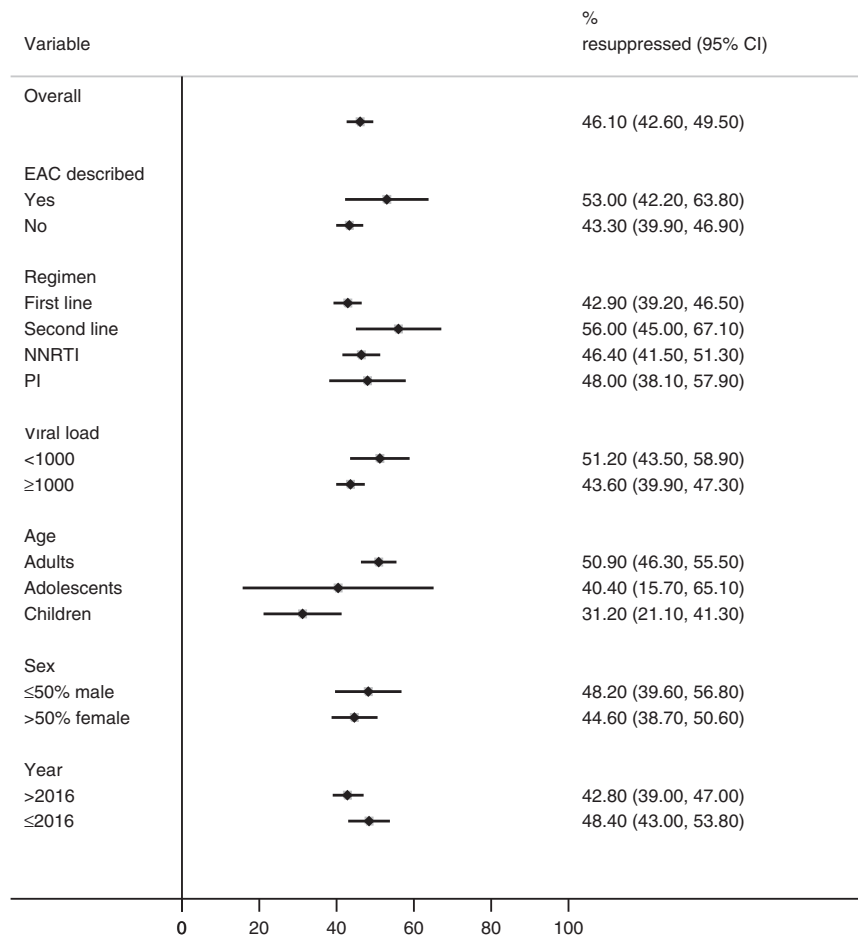 %
Variable resuppressed (95% CI)
Overall
46.10 (42.60, 49.50)
EAC described
Yes 53.00 (42.20, 63.80)
No 43.30 (39.90, 46.90)
Regimen
First line 42.90 (39.20, 46.50)
Second line 56.00 (45.00, 67.10)
NNRTI 46.40 (41.50, 51.30)
PI 48.00 (38.10, 57.90)
Viral load
<1000 51.20 (43.50, 58.90)
≥1000 43.60 (39.90, 47.30)
Age
Adults 50.90 (46.30, 55.50)
Adolescents 40.40 (15.70, 65.10)
Children 31.20 (21.10, 41.30)
Sex
≤50% male 48.20 (39.60, 56.80)
>50% female 44.60 (38.70, 50.60)
Year
>2016 42.80 (39.00, 47.00)
≤2016 48.40 (43.00, 53.80)
0 20 40 60 80 100